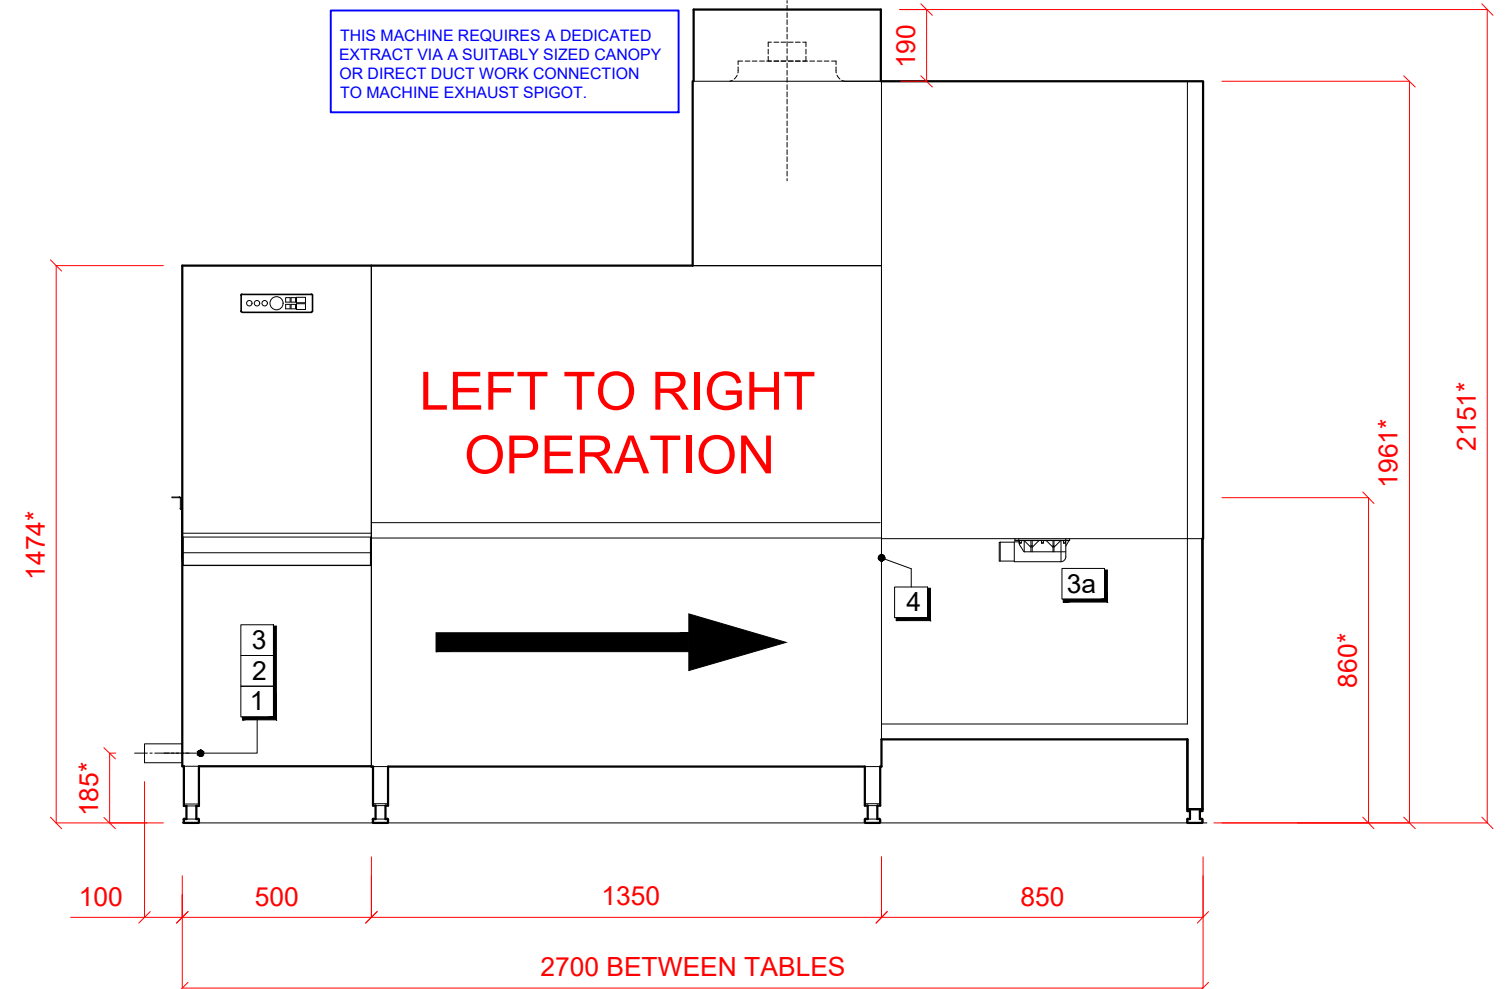 THIS MACHINE REQUIRES A DEDICATED
EXTRACT VIA A SUITABLY SIZED CANOPY
OR DIRECT DUCT WORK CONNECTION
TO MACHINE EXHAUST SPIGOT.
190
LEFT TO RIGHT
OPERATION
2151*
1961*
1474*
860*
185*
3a
4
3
2
1
100
500
1350
850
2700 BETWEEN TABLES